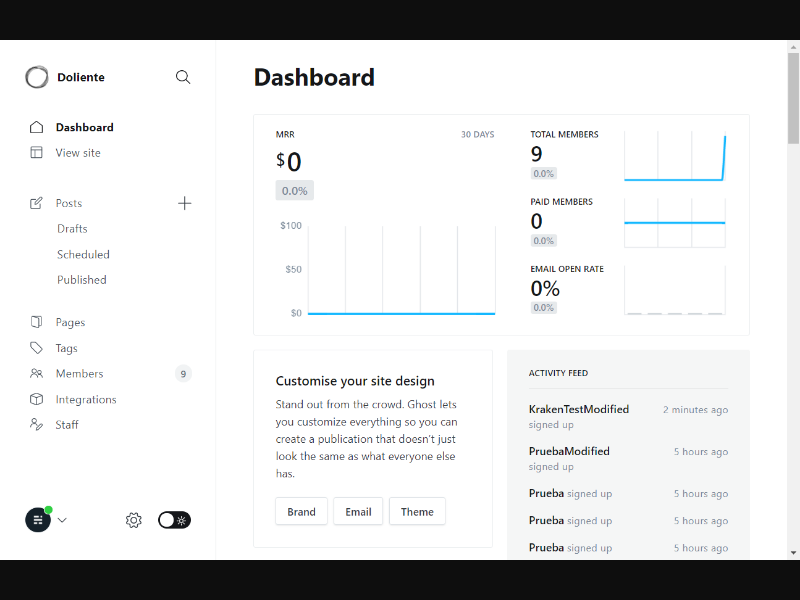 Doliente
Dashboard
View site
Posts
Drafts
Scheduled
Published
Pages
Tags
Members 9
Integrations
Staff
Dashboard
MRR 30 DAYS
$0
0.0%
$100
$50
$0
TOTAL MEMBERS
9
0.0%
PAID MEMBERS
0
0.0%
EMAIL OPEN RATE
0%
0.0%
Customise your site design
Stand out from the crowd. Ghost lets
you customize everything so you can
create a publication that doesn't just
look the same as what everyone else
has.
Brand Email Theme
ACTIVITY FEED
KrakenTestModified 2 minutes ago
signed up
PruebaModified 5 hours ago
signed up
Prueba signed up 5 hours ago
Prueba signed up 5 hours ago
Prueba signed up 5 hours ago